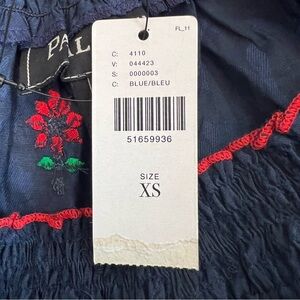 PAL
FL_11
C: 4110
V: 044423
S: 0000003
C: BLUE/BLEU
51659936
SIZE
XS